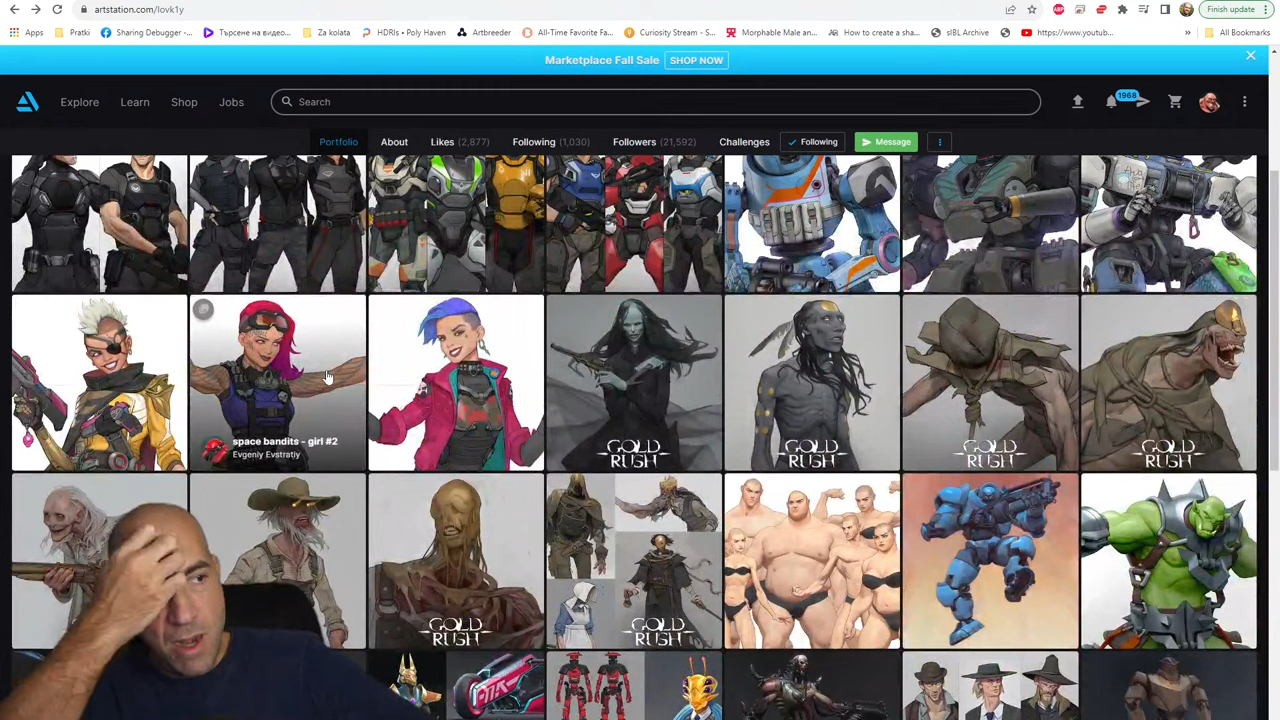 artstation.com/lovk1y
Finish update
Apps
Pratki
Sharing Debugger -...
Търсене на видео...
Za kolata
HDRIs | Poly Haven
Artbreeder
All-Time Favorite Fa...
Curiosity Stream - S...
Morphable Male an...
How to create a sha...
sIBL Archive
https://www.youtub...
»
All Bookmarks
Marketplace Fall Sale
SHOP NOW
Explore
Learn
Shop
Jobs
Search
1968
Portfolio
About
Likes (2,877)
Following (1,030)
Followers (21,592)
Challenges
Following
Message
space bandits - girl #2
Evgeniy Evstratiy
GOLD
RUSH
GOLD
RUSH
GOLD
RUSH
GOLD
RUSH
GOLD
RUSH
GOLD
RUSH